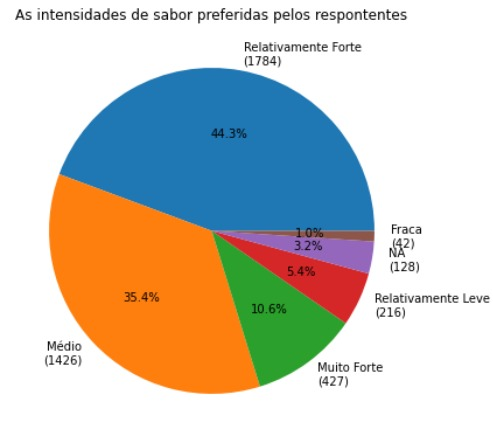 As intensidades de sabor preferidas pelos respontentes
Relativamente Forte
(1784)
44.3%
35.4%
Médio
(1426)
10.6%
Muito Forte
(427)
5.4%
Relativamente Leve
(216)
3.2%
NA
(128)
1.0%
Fraca
(42)